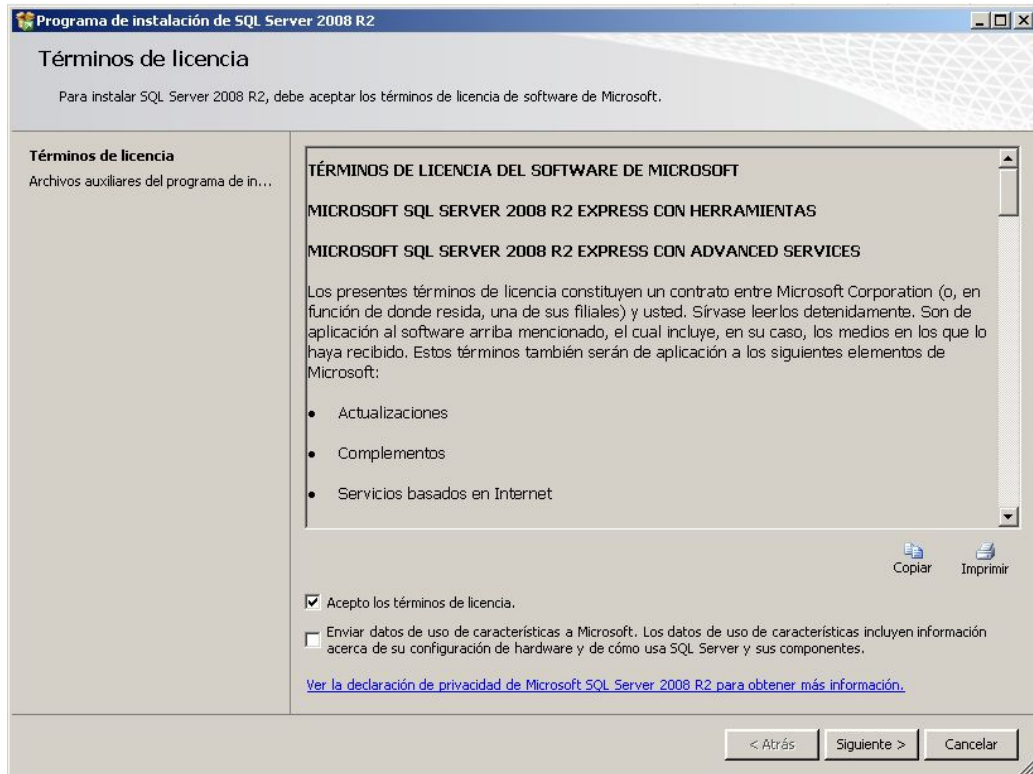 Programa de instalación de SQL Server 2008 R2
Términos de licencia
Para instalar SQL Server 2008 R2, debe aceptar los términos de licencia de software de Microsoft.
Términos de licencia
Archivos auxiliares del programa de in...
TÉRMINOS DE LICENCIA DEL SOFTWARE DE MICROSOFT
MICROSOFT SQL SERVER 2008 R2 EXPRESS CON HERRAMIENTAS
MICROSOFT SQL SERVER 2008 R2 EXPRESS CON ADVANCED SERVICES
Los presentes términos de licencia constituyen un contrato entre Microsoft Corporation (o, en
función de donde resida, una de sus filiales) y usted. Sírvase leerlos detenidamente. Son de
aplicación al software arriba mencionado, el cual incluye, en su caso, los medios en los que lo
haya recibido. Estos términos también serán de aplicación a los siguientes elementos de
Microsoft:
• Actualizaciones
• Complementos
• Servicios basados en Internet
Copiar
Imprimir
Acepto los términos de licencia.
Enviar datos de uso de características a Microsoft. Los datos de uso de características incluyen información
acerca de su configuración de hardware y de cómo usa SQL Server y sus componentes.
Ver la declaración de privacidad de Microsoft SQL Server 2008 R2 para obtener más información.
< Atrás
Siguiente >
Cancelar